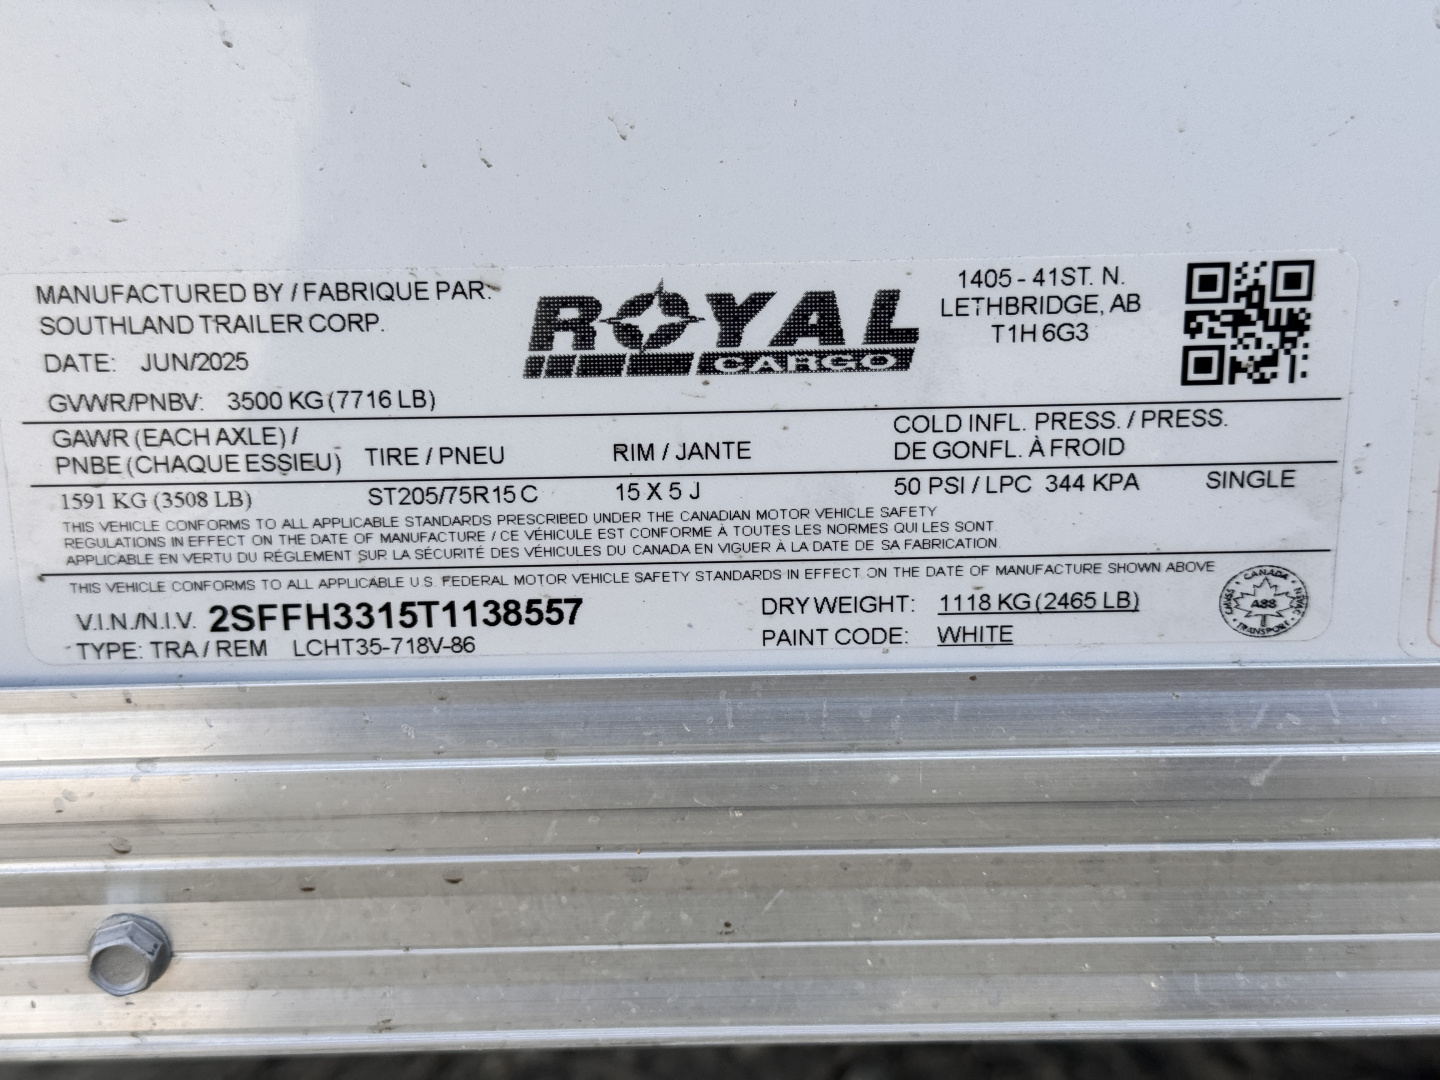 MANUFACTURED BY / FABRIQUE PAR:
SOUTHLAND TRAILER CORP.
DATE: JUN/2025
ROYAL
CARGO
1405 - 41ST. N.
LETHBRIDGE, AB
T1H 6G3
GVWR/PNBV: 3500 KG (7716 LB)
GAWR (EACH AXLE) /
PNBE (CHAQUE ESSIEU)
TIRE / PNEU
RIM / JANTE
COLD INFL. PRESS. / PRESS.
DE GONFL. À FROID
1591 KG (3508 LB)
ST205/75R15 C
15 X 5 J
50 PSI / LPC 344 KPA
SINGLE
THIS VEHICLE CONFORMS TO ALL APPLICABLE STANDARDS PRESCRIBED UNDER THE CANADIAN MOTOR VEHICLE SAFETY
REGULATIONS IN EFFECT ON THE DATE OF MANUFACTURE / CE VÉHICULE EST CONFORME À TOUTES LES NORMES QUI LES SONT
APPLICABLE EN VERTU DU RÉGLEMENT SUR LA SÉCURITÉ DES VÉHICULES DU CANADA EN VIGUER À LA DATE DE SA FABRICATION.
THIS VEHICLE CONFORMS TO ALL APPLICABLE U.S. FEDERAL MOTOR VEHICLE SAFETY STANDARDS IN EFFECT ON THE DATE OF MANUFACTURE SHOWN ABOVE
V.I.N./N.I.V. 2SFFH3315T1138557
TYPE: TRA / REM LCHT35-718V-86
DRY WEIGHT: 1118 KG (2465 LB)
PAINT CODE: WHITE
CANADA
A88
TRANSPORT